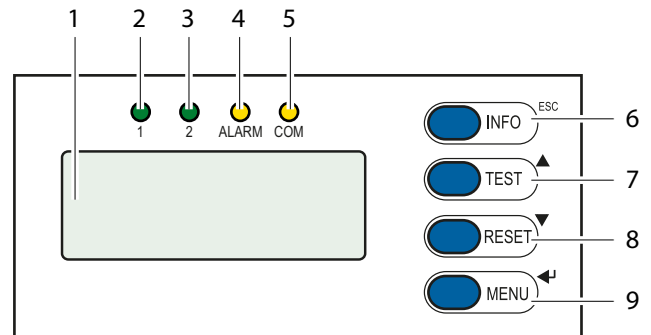 1 2 3 4 5
1 2 ALARM COM
INFO ESC 6
TEST ▲ 7
RESET ▼ 8
MENU ↵ 9